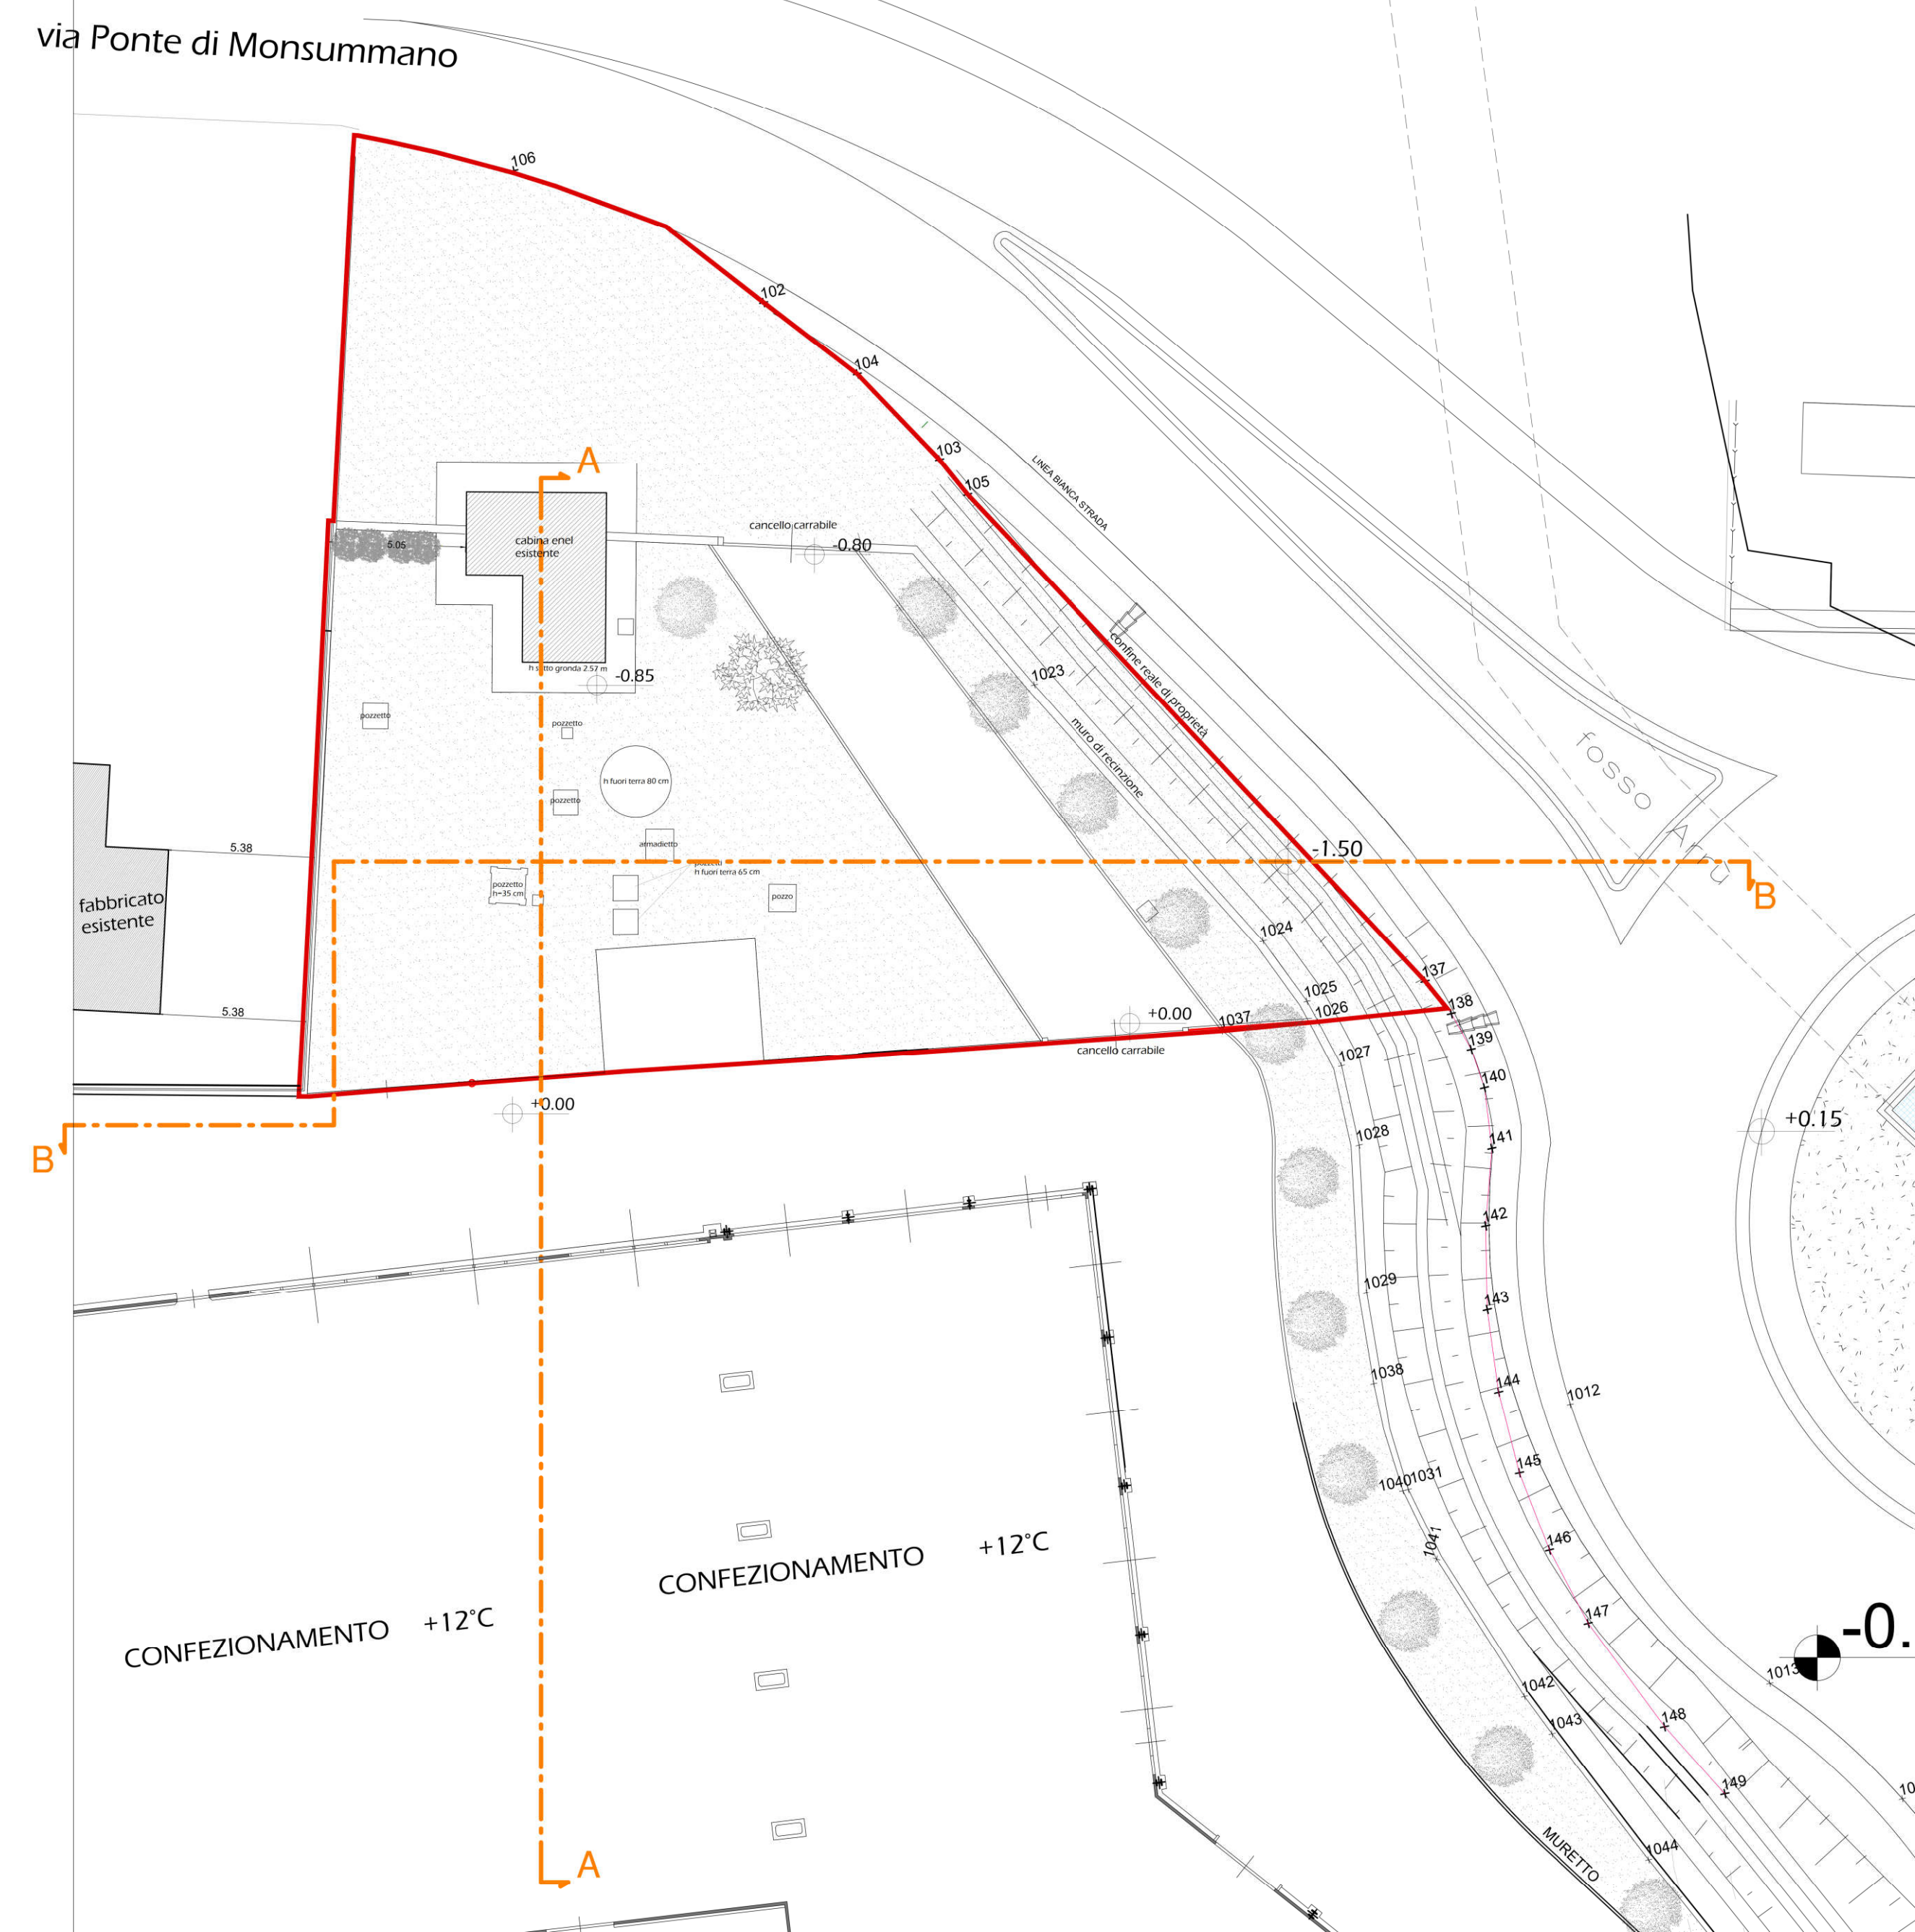 via Ponte di Monsummano
106
102
104
103
105
LINEA BIANCA STRADA
A
cancello carrabile
-0.80
cabina enel
esistente
5.05
h sotto gronda 2.57 m
-0.85
1023
confine reale di proprietà
muro di recinzione
pozzetto
pozzetto
h fuori terra 80 cm
pozzetto
armadietto
h fuori terra 65 cm
pozzetto
h=35 cm
pozzo
fosso
-1.50
B
5.38
fabbricato
esistente
5.38
1024
137
1025
1026
138
1037
+0.00
cancello carrabile
139
1027
140
+0.00
+0.15
B
1028
141
142
1029
143
1038
144
1012
145
1040
1031
1041
146
CONFEZIONAMENTO +12°C
CONFEZIONAMENTO +12°C
147
-0.
1013
1042
148
1043
149
10
MURETTO
1044
A